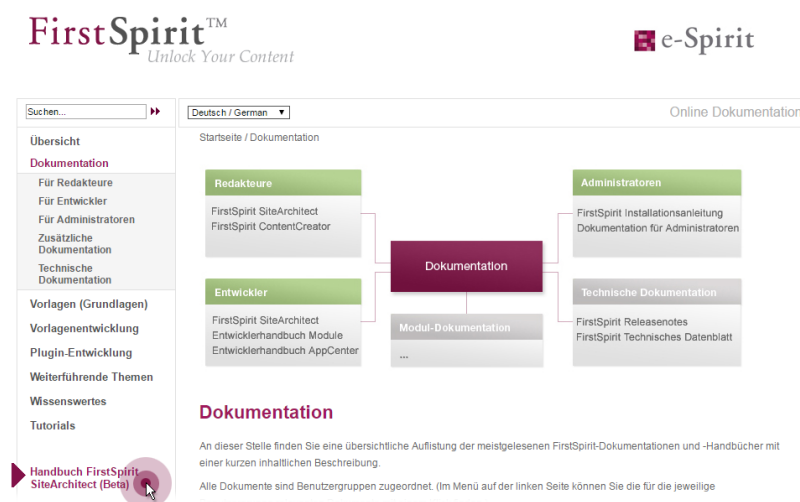 FirstSpirit™
Unlock Your Content
e-Spirit
Suchen...
Deutsch / German
Online Dokumentation
Übersicht
Dokumentation
Für Redakteure
Für Entwickler
Für Administratoren
Zusätzliche
Dokumentation
Technische
Dokumentation
Vorlagen (Grundlagen)
Vorlagenentwicklung
Plugin-Entwicklung
Weiterführende Themen
Wissenswertes
Tutorials
Handbuch FirstSpirit
SiteArchitect (Beta)
Startseite / Dokumentation
Redakteure
FirstSpirit SiteArchitect
FirstSpirit ContentCreator
Administratoren
FirstSpirit Installationsanleitung
Dokumentation für Administratoren
Dokumentation
Entwickler
FirstSpirit SiteArchitect
Entwicklerhandbuch Module
Entwicklerhandbuch AppCenter
Modul-Dokumentation
...
Technische Dokumentation
FirstSpirit Releasenotes
FirstSpirit Technisches Datenblatt
Dokumentation
An dieser Stelle finden Sie eine übersichtliche Auflistung der meistgelesenen FirstSpirit-Dokumentationen und -Handbücher mit
einer kurzen inhaltlichen Beschreibung.
Alle Dokumente sind Benutzergruppen zugeordnet. (Im Menü auf der linken Seite können Sie die für die jeweilige